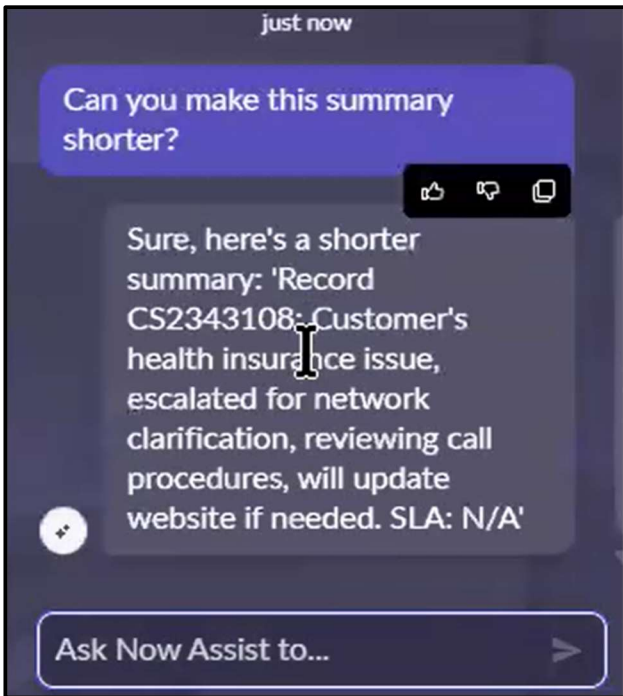 just now
Can you make this summary
shorter?
Sure, here's a shorter
summary: 'Record
CS2343108: Customer's
health insurance issue,
escalated for network
clarification, reviewing call
procedures, will update
website if needed. SLA: N/A'
Ask Now Assist to...